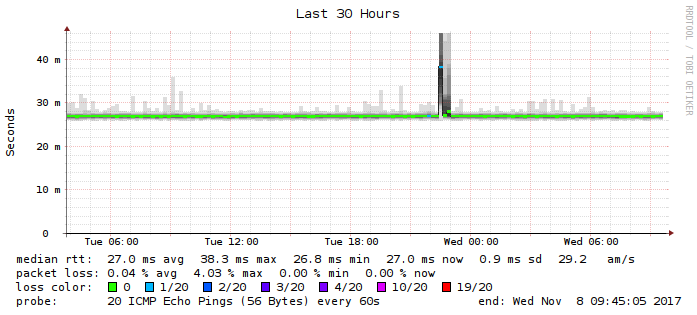 Last 30 Hours
RRDTOOL / TOBI OETIKER
Seconds
40 m
30 m
20 m
10 m
0
Tue 06:00 Tue 12:00 Tue 18:00 Wed 00:00 Wed 06:00
median rtt: 27.0 ms avg 38.3 ms max 26.8 ms min 27.0 ms now 0.9 ms sd 29.2 am/s
packet loss: 0.04 % avg 4.03 % max 0.00 % min 0.00 % now
loss color: 0 1/20 2/20 3/20 4/20 10/20 19/20
probe: 20 ICMP Echo Pings (56 Bytes) every 60s end: Wed Nov 8 09:45:05 2017